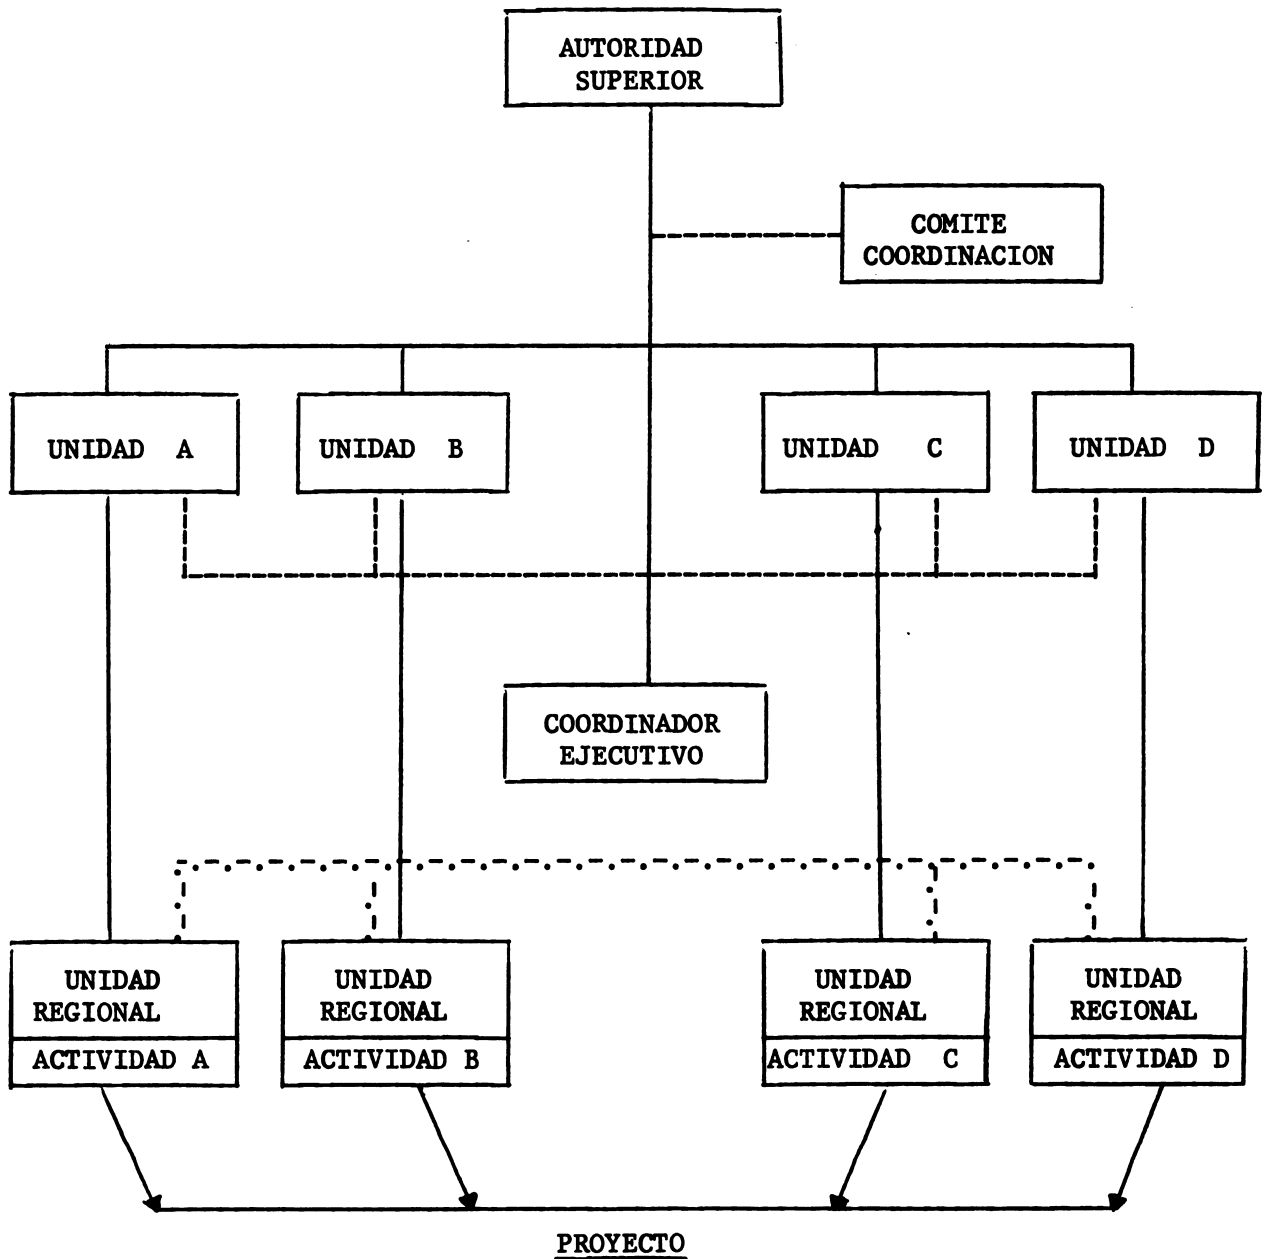 AUTORIDAD
SUPERIOR
COMITE
COORDINACION
UNIDAD A
UNIDAD B
UNIDAD C
UNIDAD D
COORDINADOR
EJECUTIVO
UNIDAD
REGIONAL
ACTIVIDAD A
UNIDAD
REGIONAL
ACTIVIDAD B
UNIDAD
REGIONAL
ACTIVIDAD C
UNIDAD
REGIONAL
ACTIVIDAD D
PROYECTO